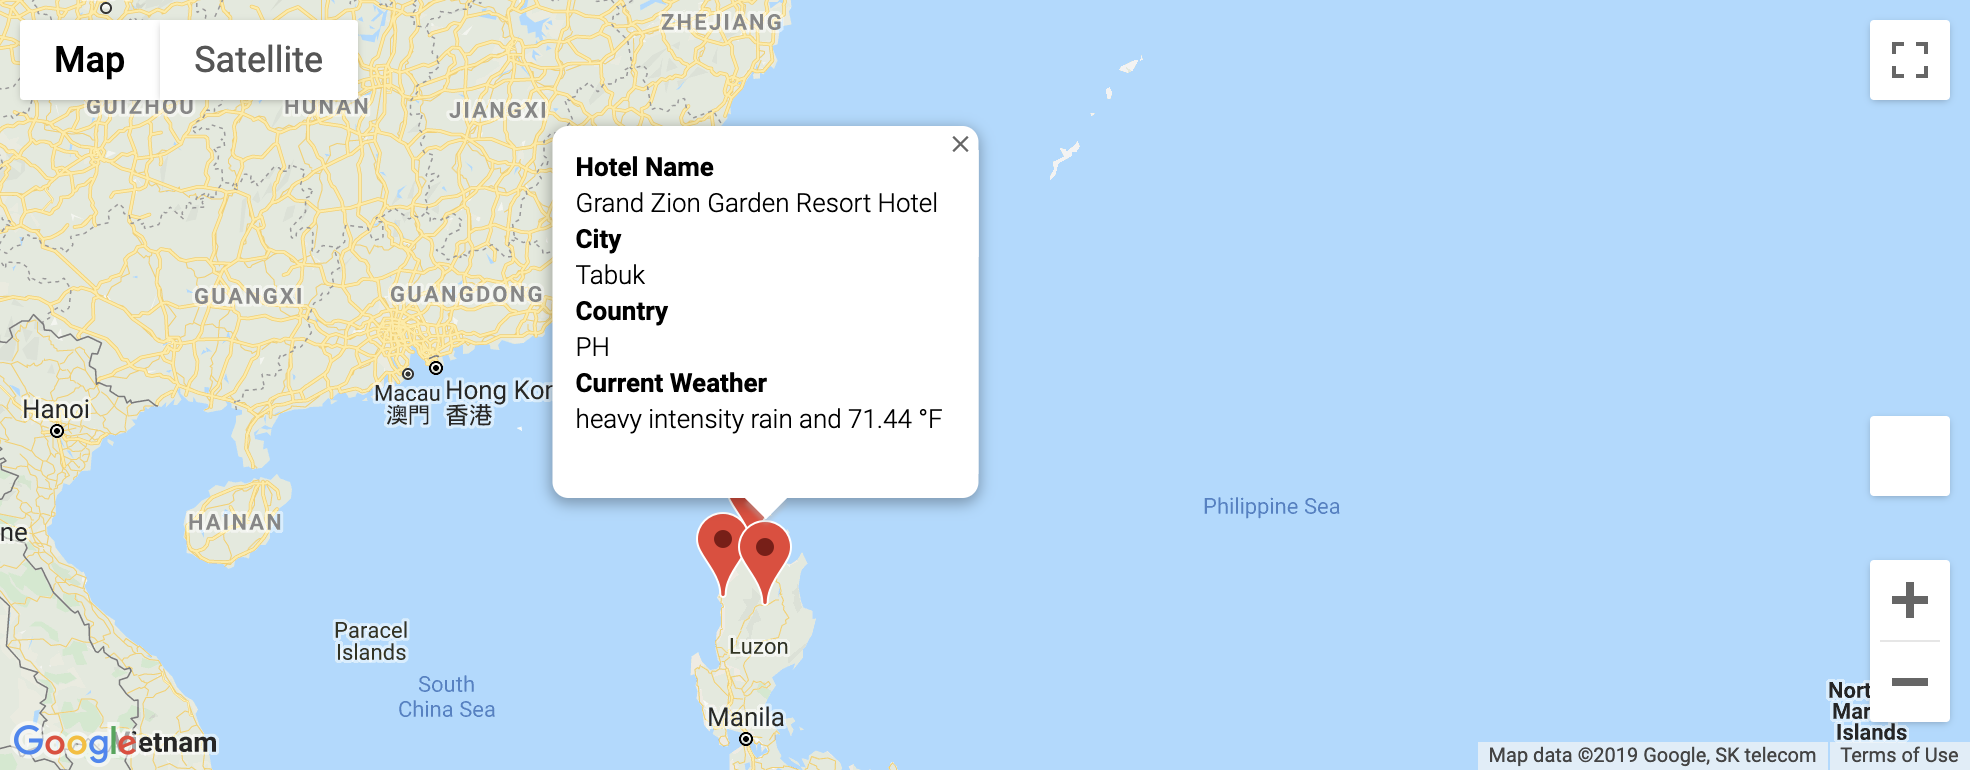 ZHEJIANG
Map
Satellite
GUIZHOU
HUNAN
JIANGXI
Hotel Name
Grand Zion Garden Resort Hotel
City
Tabuk
Country
PH
Current Weather
heavy intensity rain and 71.44 °F
GUANGXI
GUANGDONG
Macau
澳門
Hong Kor
香港
Hanoi
HAINAN
ne
Philippine Sea
Paracel
Islands
Luzon
South
China Sea
Manila
Nort
Mar
Islands
Google
ietnam
Map data ©2019 Google, SK telecom
Terms of Use